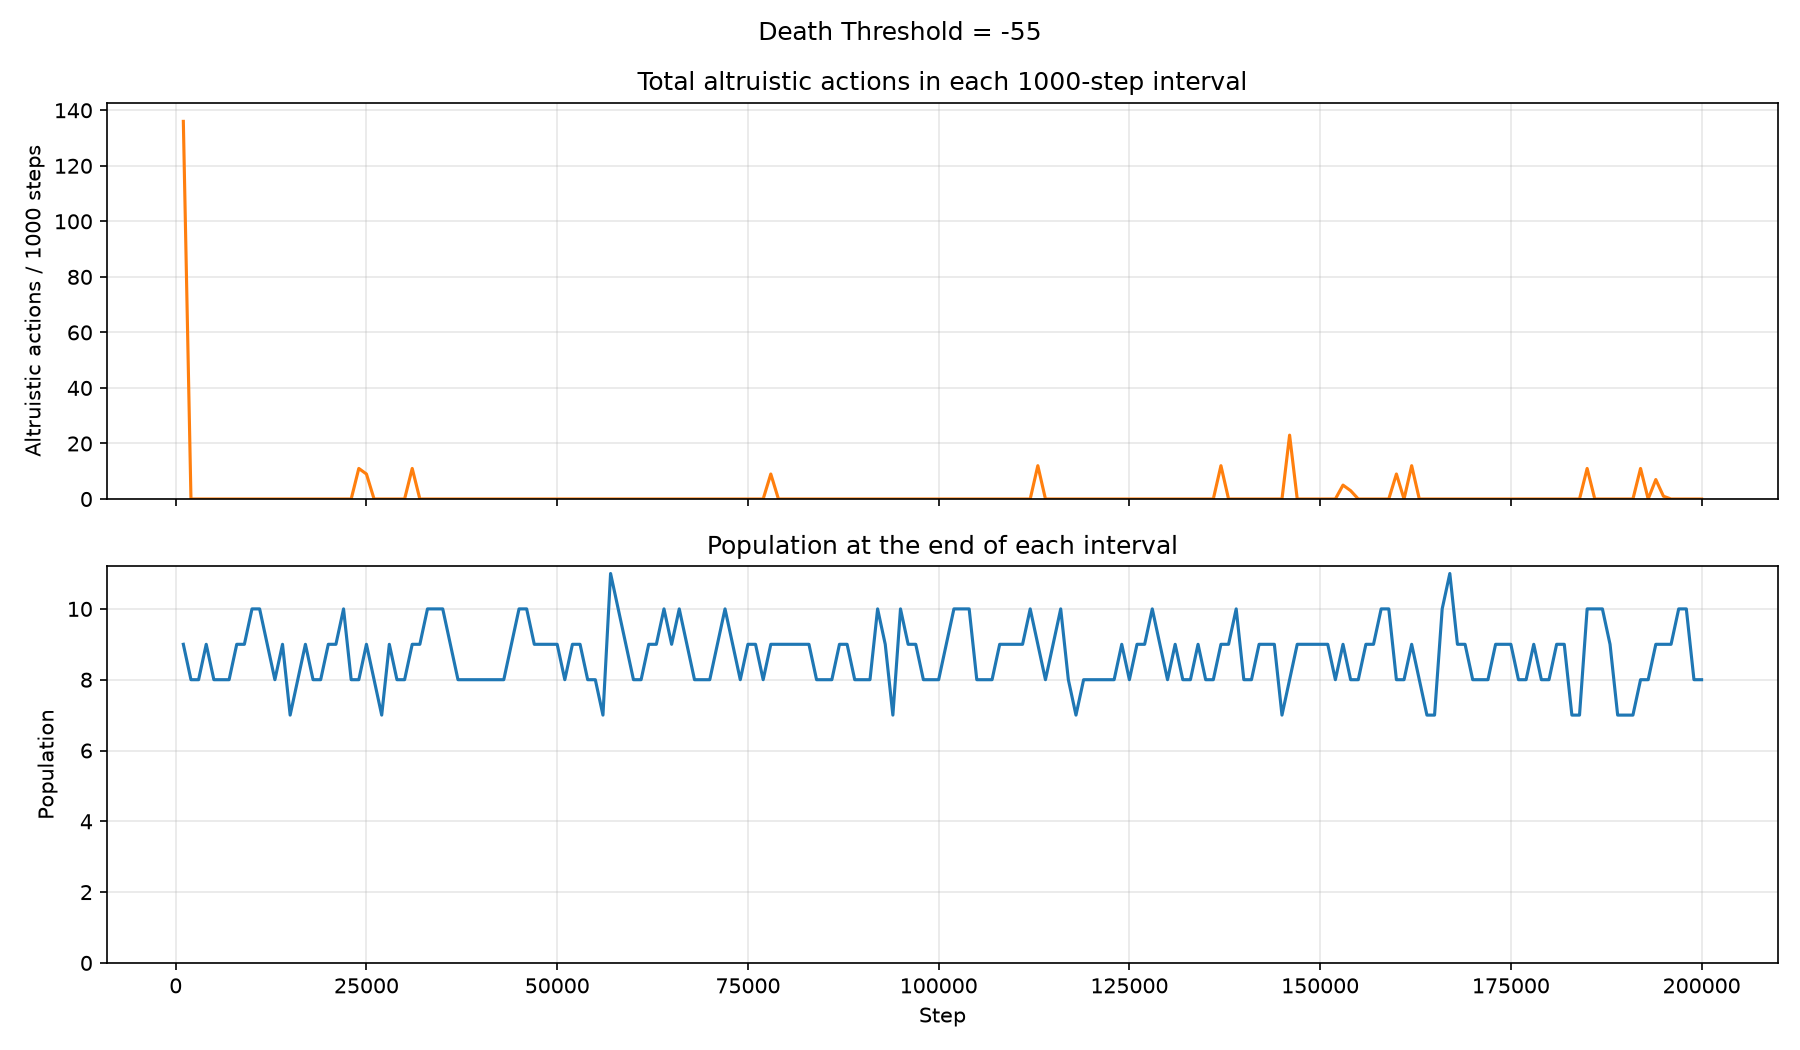 Death Threshold = -55
Total altruistic actions in each 1000-step interval
Altruistic actions / 1000 steps
140
120
100
80
60
40
20
0
Population at the end of each interval
Population
10
8
6
4
2
0
0 25000 50000 75000 100000 125000 150000 175000 200000
Step